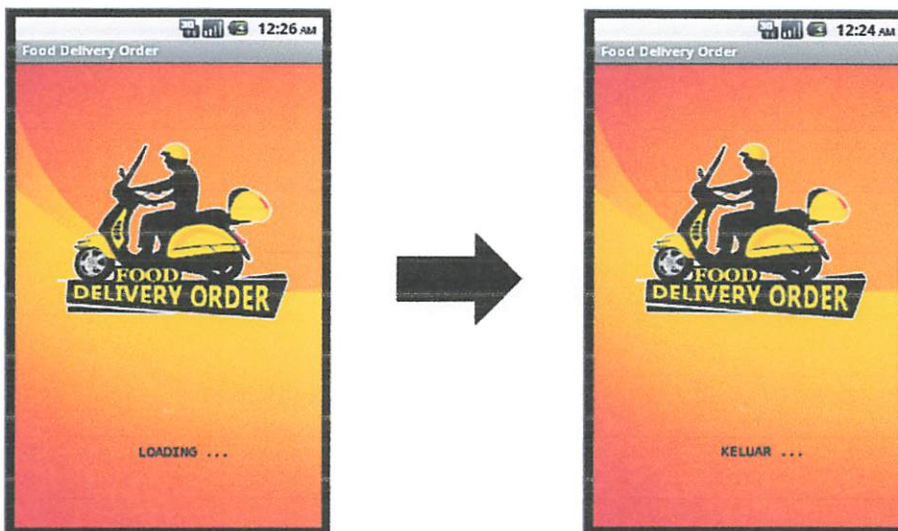 12:26 AM
Food Delivery Order
FOOD
DELIVERY ORDER
LOADING ...
12:24 AM
Food Delivery Order
FOOD
DELIVERY ORDER
KELUAR ...